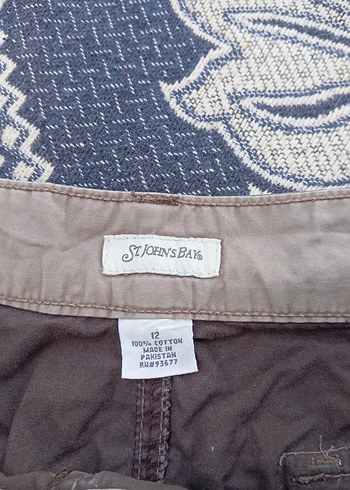 ST. JOHN'S BAY®
12
100% COTTON
MADE IN
PAKISTAN
RN#93677